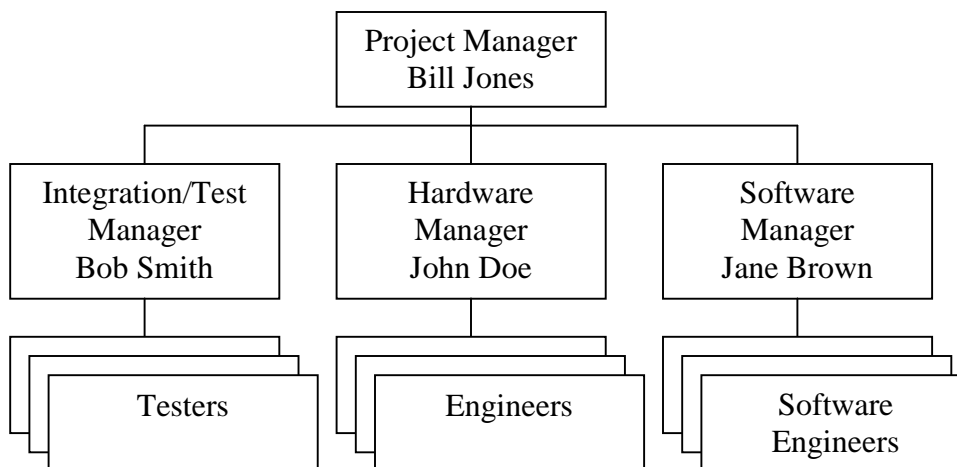 Project Manager
Bill Jones
Integration/Test
Manager
Bob Smith
Hardware
Manager
John Doe
Software
Manager
Jane Brown
Testers
Engineers
Software
Engineers